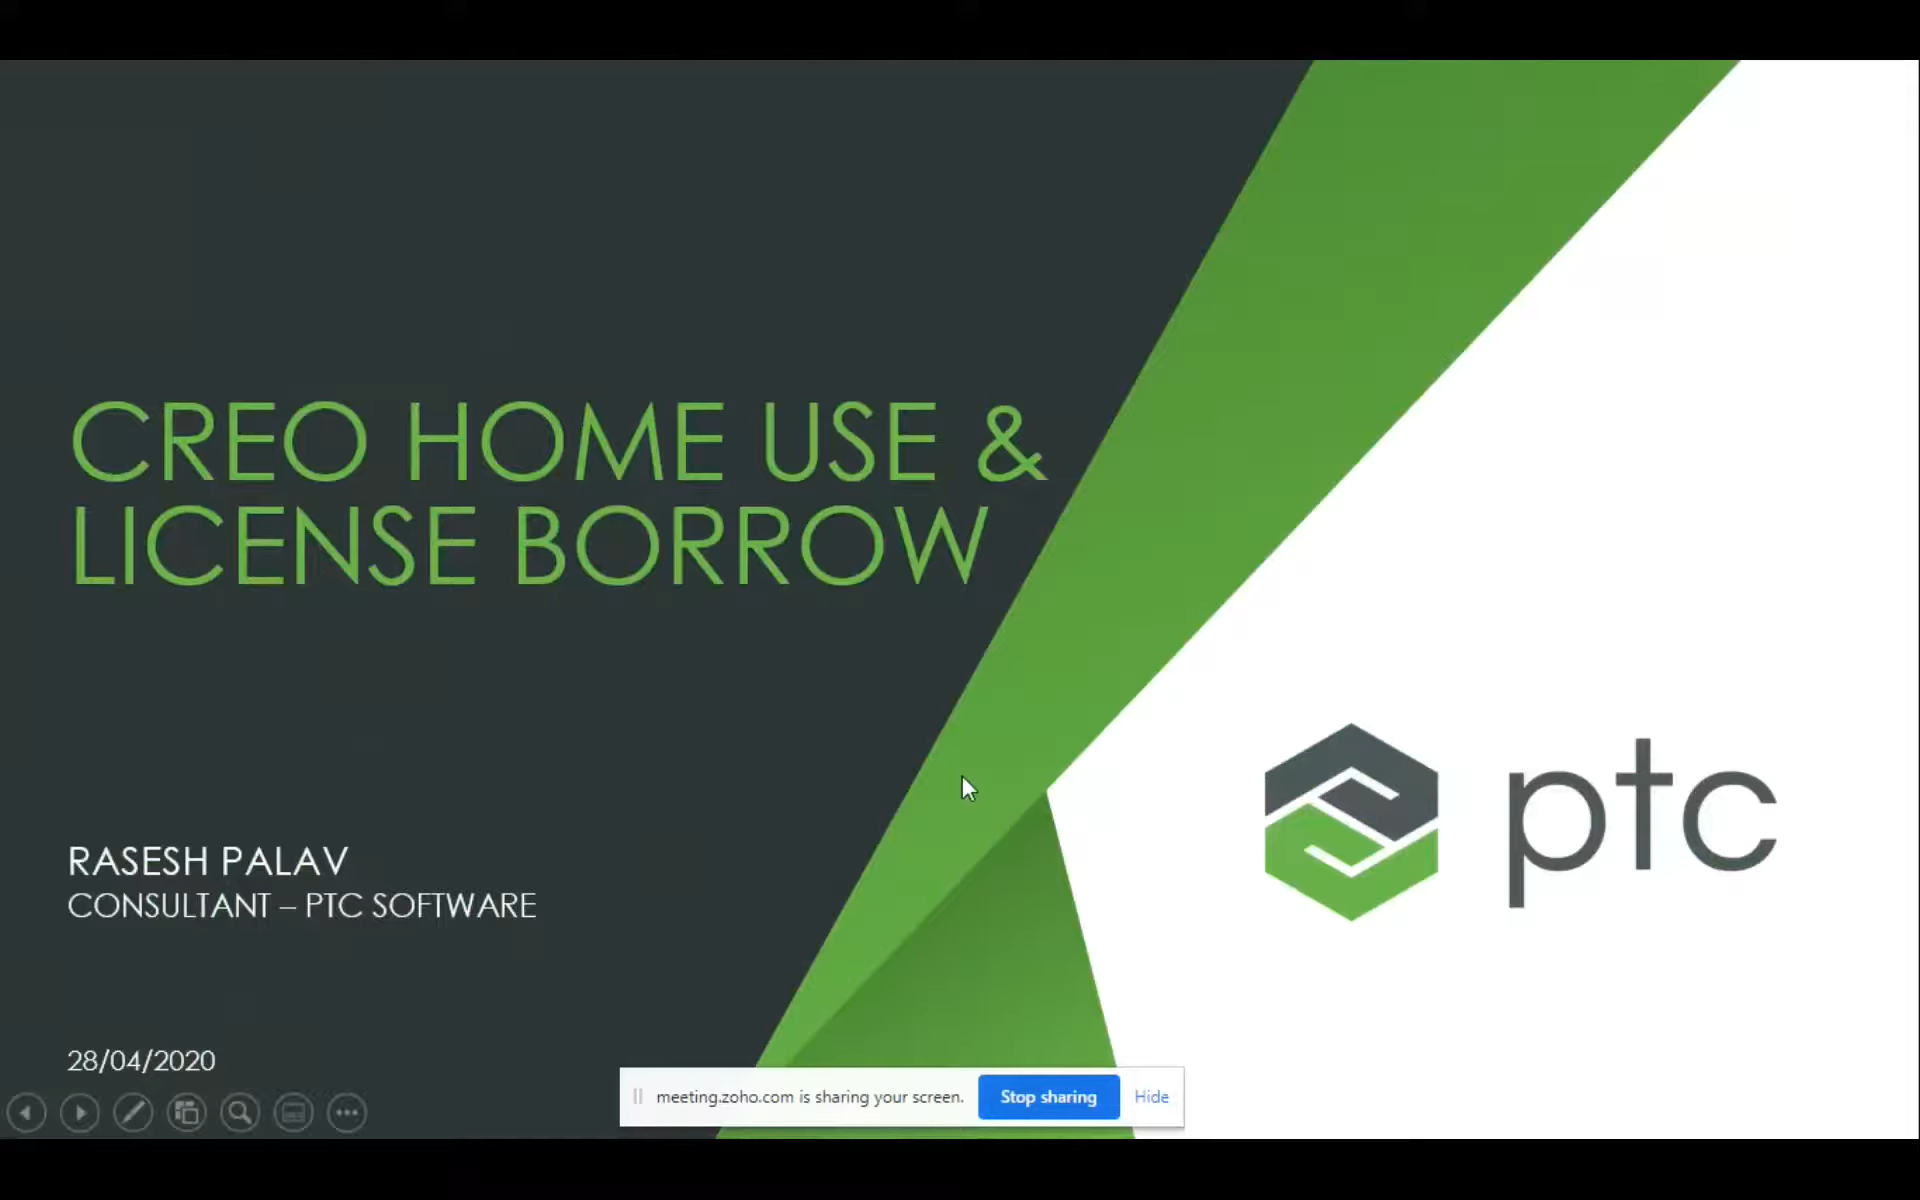 CREO HOME USE &
LICENSE BORROW
ptc
RASESH PALAV
CONSULTANT – PTC SOFTWARE
28/04/2020
meeting.zoho.com is sharing your screen. Stop sharing Hide